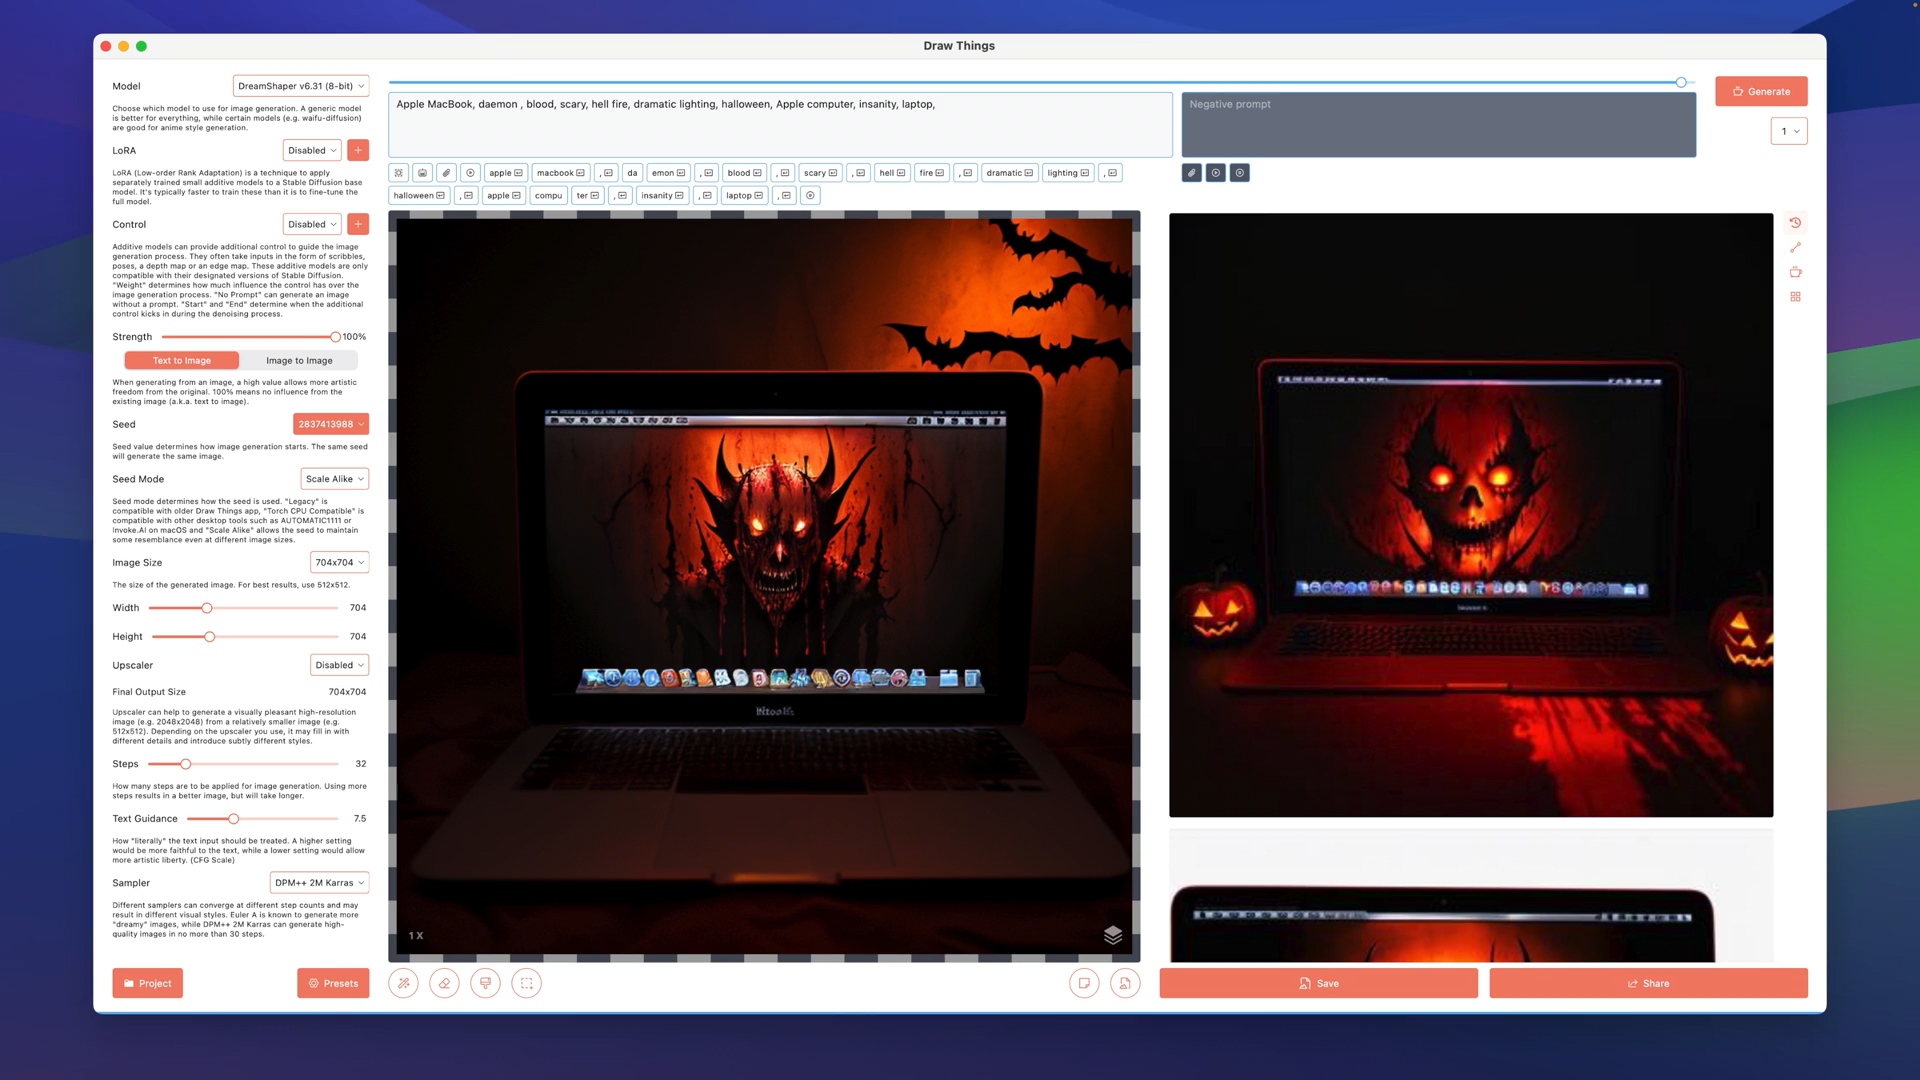 Draw Things
Model
DreamShaper v6.31 (8-bit)
Choose which model to use for image generation. A generic model
is better for everything, while certain models (e.g. waifu-diffusion)
are good for anime style generation.
LoRA
Disabled
LoRA (Low-order Rank Adaptation) is a technique to apply
separately trained small additive models to a Stable Diffusion base
model. It's typically faster to train these than it is to fine-tune the
full model.
Control
Disabled
Additive models can provide additional control to guide the image
generation process. They often take inputs in the form of scribbles,
poses, a depth map or an edge map. These additive models are only
compatible with their designated versions of Stable Diffusion.
"Weight" determines how much influence the control has over the
image generation process. "No Prompt" can generate an image
without a prompt. "Start" and "End" determine when the additional
control kicks in during the denoising process.
Strength
100%
Text to Image
Image to Image
When generating from an image, a high value allows more artistic
freedom from the original. 100% means no influence from the
existing image (a.k.a. text to image).
Seed
2837413988
Seed value determines how image generation starts. The same seed
will generate the same image.
Seed Mode
Scale Alike
Seed mode determines how the seed is used. "Legacy" is
compatible with older Draw Things app, "Torch CPU Compatible" is
compatible with other desktop tools such as AUTOMATIC1111 or
Invoke.AI on macOS and "Scale Alike" allows the seed to maintain
some resemblance even at different image sizes.
Image Size
704x704
The size of the generated image. For best results, use 512x512.
Width
704
Height
704
Upscaler
Disabled
Final Output Size
704x704
Upscaler can help to generate a visually pleasant high-resolution
image (e.g. 2048x2048) from a relatively smaller image (e.g.
512x512). Depending on the upscaler you use, it may fill in with
different details and introduce subtly different styles.
Steps
32
How many steps are to be applied for image generation. Using more
steps results in a better image, but will take longer.
Text Guidance
7.5
How "literally" the text input should be treated. A higher setting
would be more faithful to the text, while a lower setting would allow
more artistic liberty. (CFG Scale)
Sampler
DPM++ 2M Karras
Different samplers can converge at different step counts and may
result in different visual styles. Euler A is known to generate more
"dreamy" images, while DPM++ 2M Karras can generate high-
quality images in no more than 30 steps.
Project
Presets
Apple MacBook, daemon , blood, scary, hell fire, dramatic lighting, halloween, Apple computer, insanity, laptop,
Negative prompt
Generate
1
apple macbook , da emon , blood , scary , hell fire , dramatic lighting ,
halloween , apple compu ter , insanity , laptop ,
1 X
Save
Share